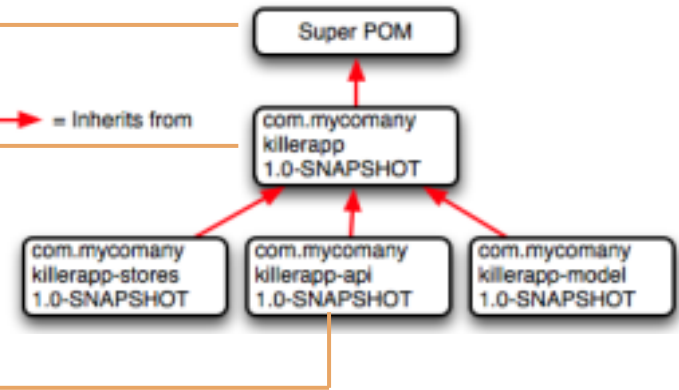 Super POM
= Inherits from
com.mycomany
killerapp
1.0-SNAPSHOT
com.mycomany
killerapp-stores
1.0-SNAPSHOT
com.mycomany
killerapp-api
1.0-SNAPSHOT
com.mycomany
killerapp-model
1.0-SNAPSHOT